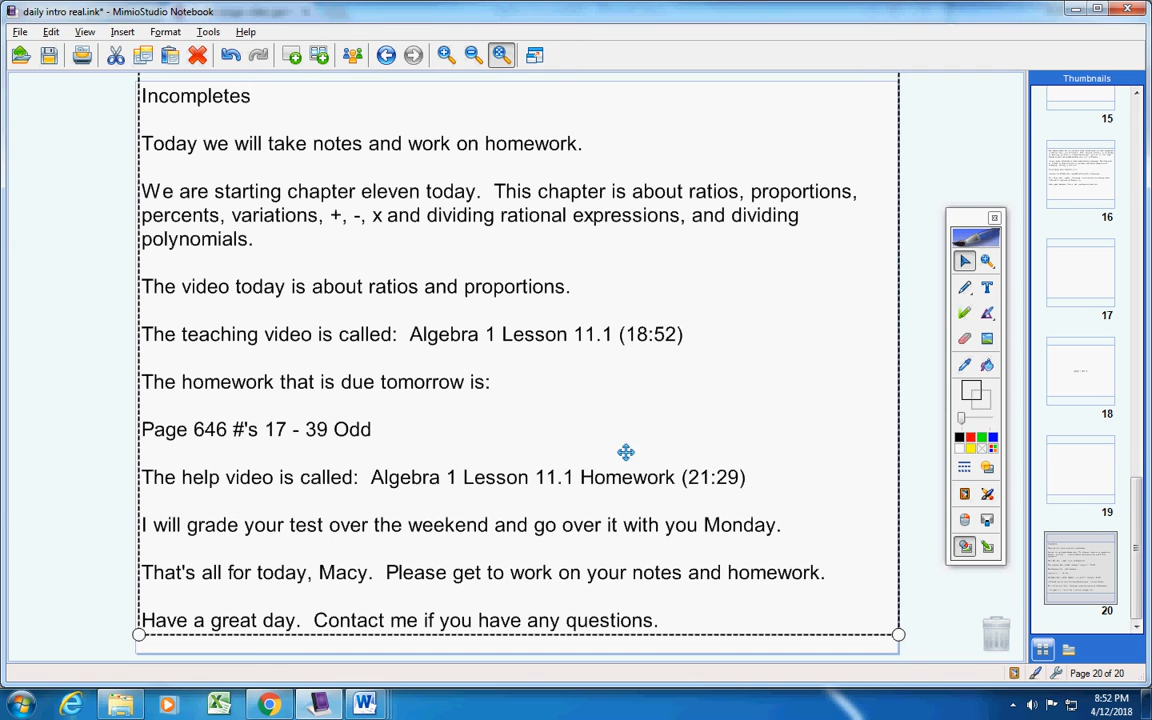 daily intro real.ink* - MimioStudio Notebook
File Edit View Insert Format Tools Help
Incompletes
Today we will take notes and work on homework.
We are starting chapter eleven today. This chapter is about ratios, proportions,
percents, variations, +, -, x and dividing rational expressions, and dividing
polynomials.
The video today is about ratios and proportions.
The teaching video is called: Algebra 1 Lesson 11.1 (18:52)
The homework that is due tomorrow is:
Page 646 #'s 17 - 39 Odd
The help video is called: Algebra 1 Lesson 11.1 Homework (21:29)
I will grade your test over the weekend and go over it with you Monday.
That's all for today, Macy. Please get to work on your notes and homework.
Have a great day. Contact me if you have any questions.
Thumbnails
15
16
17
18
19
20
Page 20 of 20
8:52 PM
4/12/2018